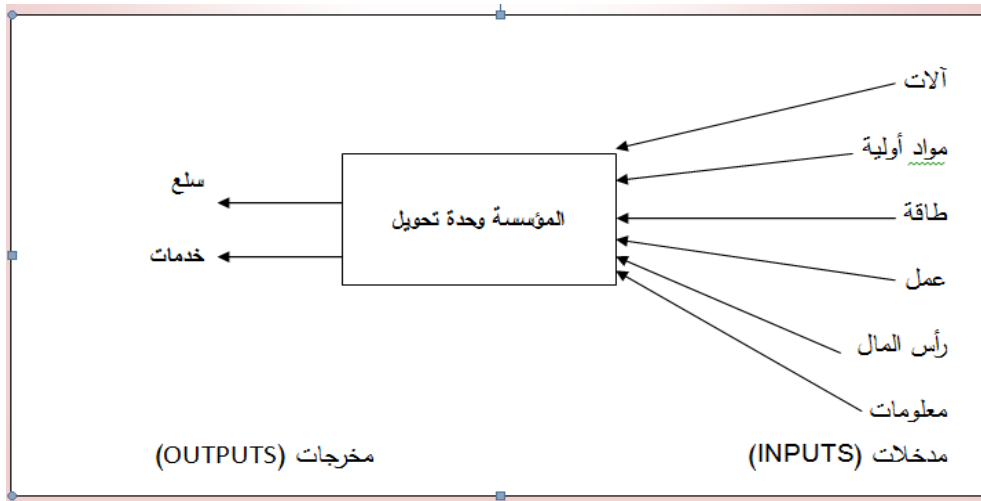 آلات
مواد أولية
طاقة
عمل
رأس المال
معلومات
المؤسسة وحدة تحويل
سلع
خدمات
مدخلات (INPUTS)
مخرجات (OUTPUTS)